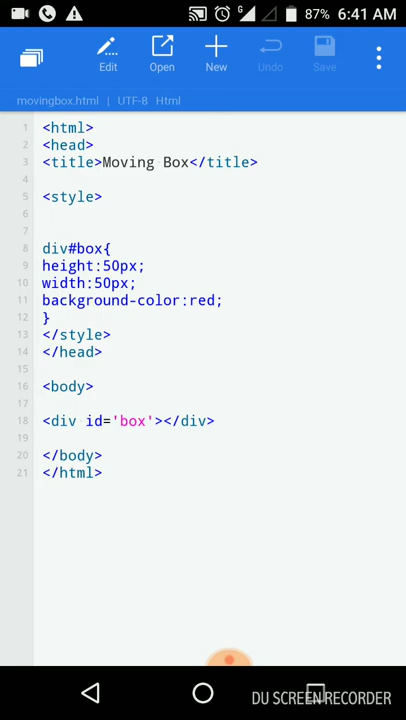 87% 6:41 AM
G
Edit Open New Undo Save
movingbox.html | UTF-8 Html
1 <html>
2 <head>
3 <title>Moving Box</title>
4
5 <style>
6
7
8 div#box{
9 height:50px;
10 width:50px;
11 background-color:red;
12 }
13 </style>
14 </head>
15
16 <body>
17
18 <div id='box'></div>
19
20 </body>
21 </html>
DU SCREEN RECORDER